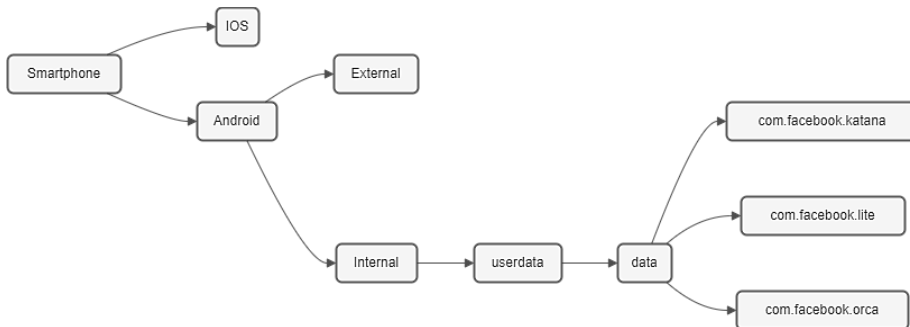 IOS
Smartphone
External
Android
com.facebook.katana
com.facebook.lite
Internal
userdata
data
com.facebook.orca